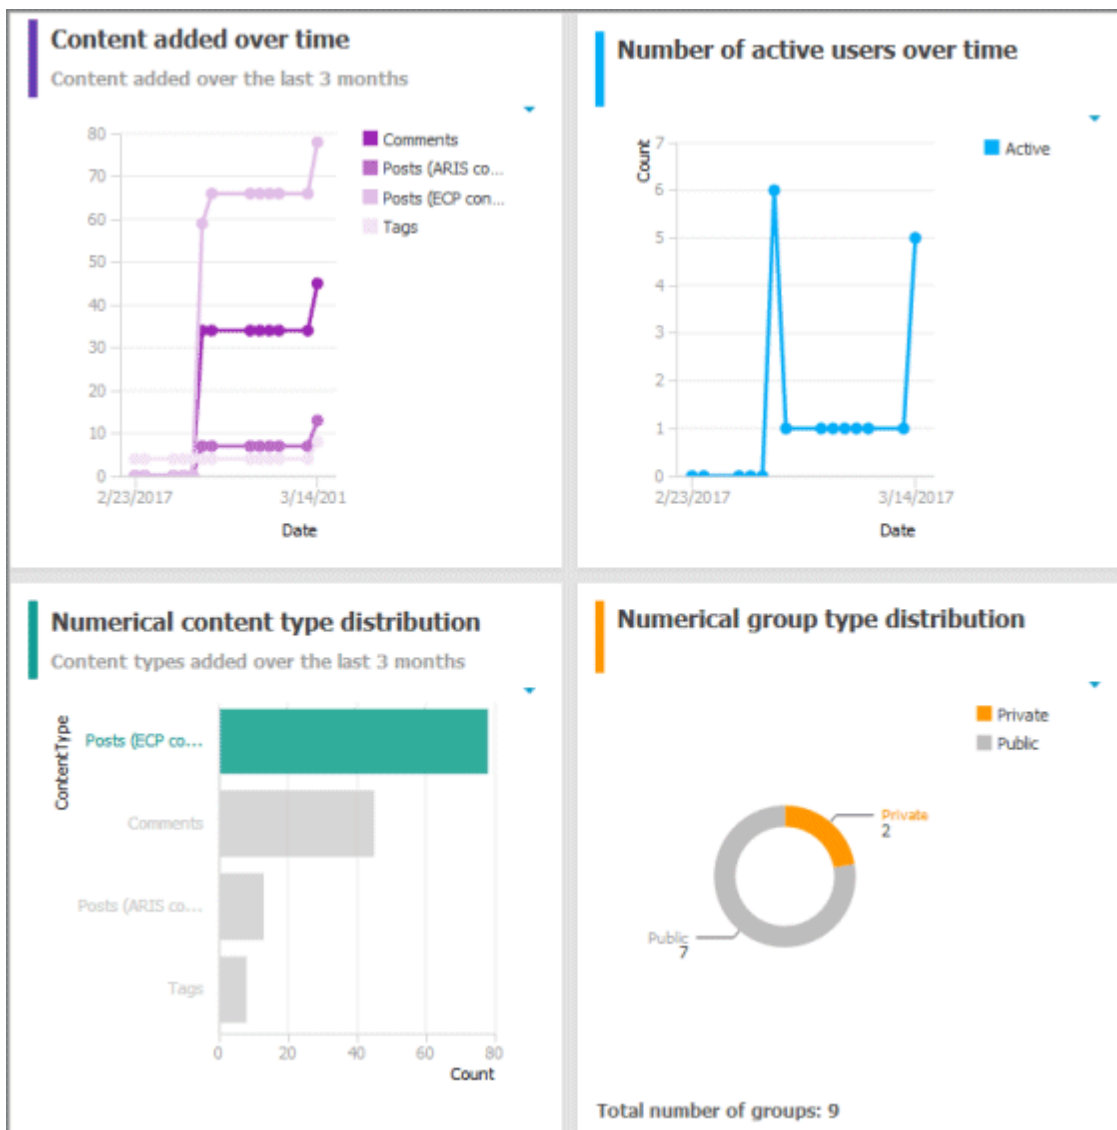 Content added over time
Content added over the last 3 months
80
70
60
50
40
30
20
10
0
2/23/2017
3/14/201
Date
Comments
Posts (ARIS co...
Posts (ECP con...
Tags
Number of active users over time
Count
7
6
5
4
3
2
1
0
2/23/2017
3/14/2017
Date
Active
Numerical content type distribution
Content types added over the last 3 months
ContentType
Posts (ECP co...
Comments
Posts (ARIS co...
Tags
0
20
40
60
80
Count
Numerical group type distribution
Private
Public
Private
2
Public
7
Total number of groups: 9